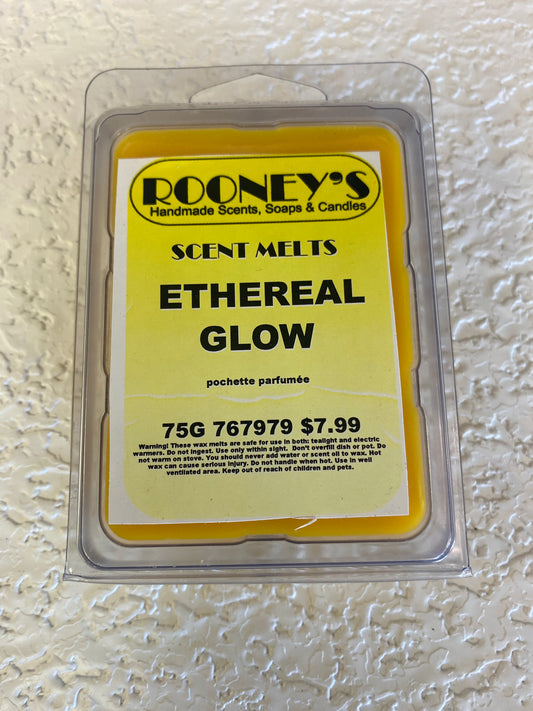 ROONEY'S
Handmade Scents, Soaps & Candles
SCENT MELTS
ETHEREAL
GLOW
pochette parfumée
75G 767979 $7.99
Warning! These wax melts are safe for use in both: tealight and electric
warmers. Do not ingest. Use only within sight. Don't overfill dish or pot. Do
not warm on stove. You should never add water or scent oil to wax. Hot
wax can cause serious injury. Do not handle when hot. Use in well
ventilated area. Keep out of reach of children and pets.